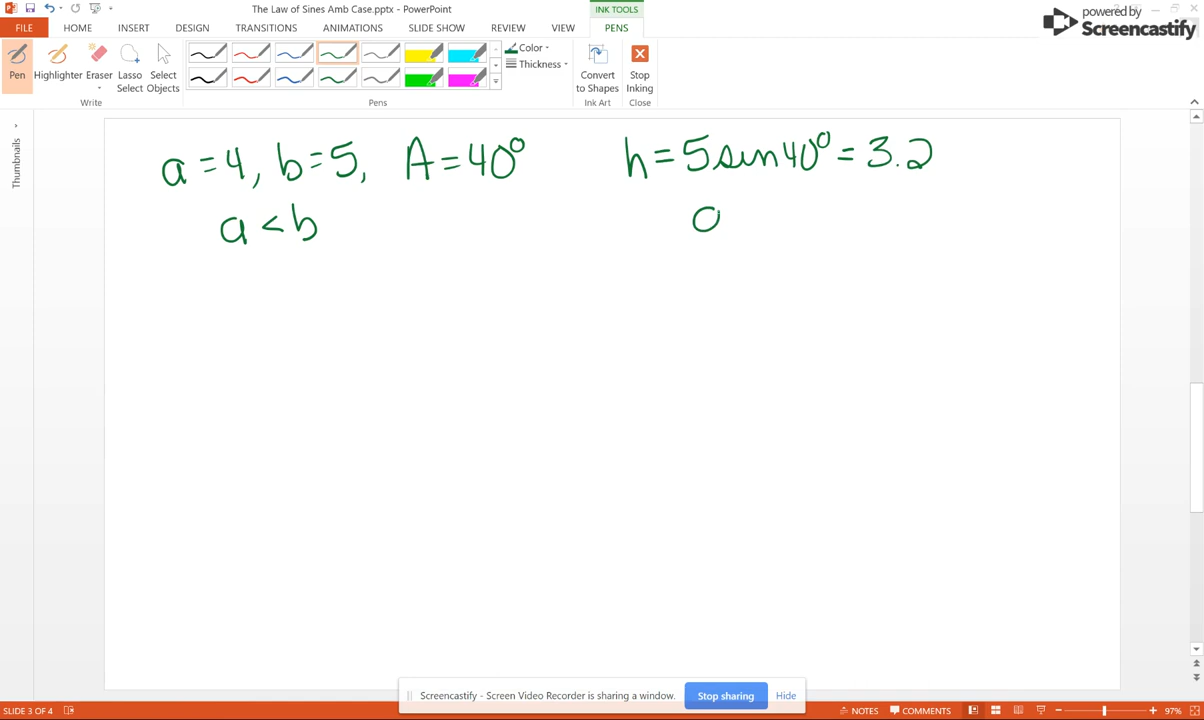 The Law of Sines Amb Case.pptx - PowerPoint
INK TOOLS
powered by
Screencastify
FILE HOME INSERT DESIGN TRANSITIONS ANIMATIONS SLIDE SHOW REVIEW VIEW PENS
Pen Highlighter Eraser Lasso Select Select Objects
Color
Thickness
Convert to Shapes
Stop Inking
Write Pens Ink Art Close
Thumbnails
a = 4, b = 5, A = 40° h = 5 sin 40° = 3.2
a < b
Screencastify - Screen Video Recorder is sharing a window. Stop sharing Hide
SLIDE 3 OF 4 NOTES COMMENTS 97%